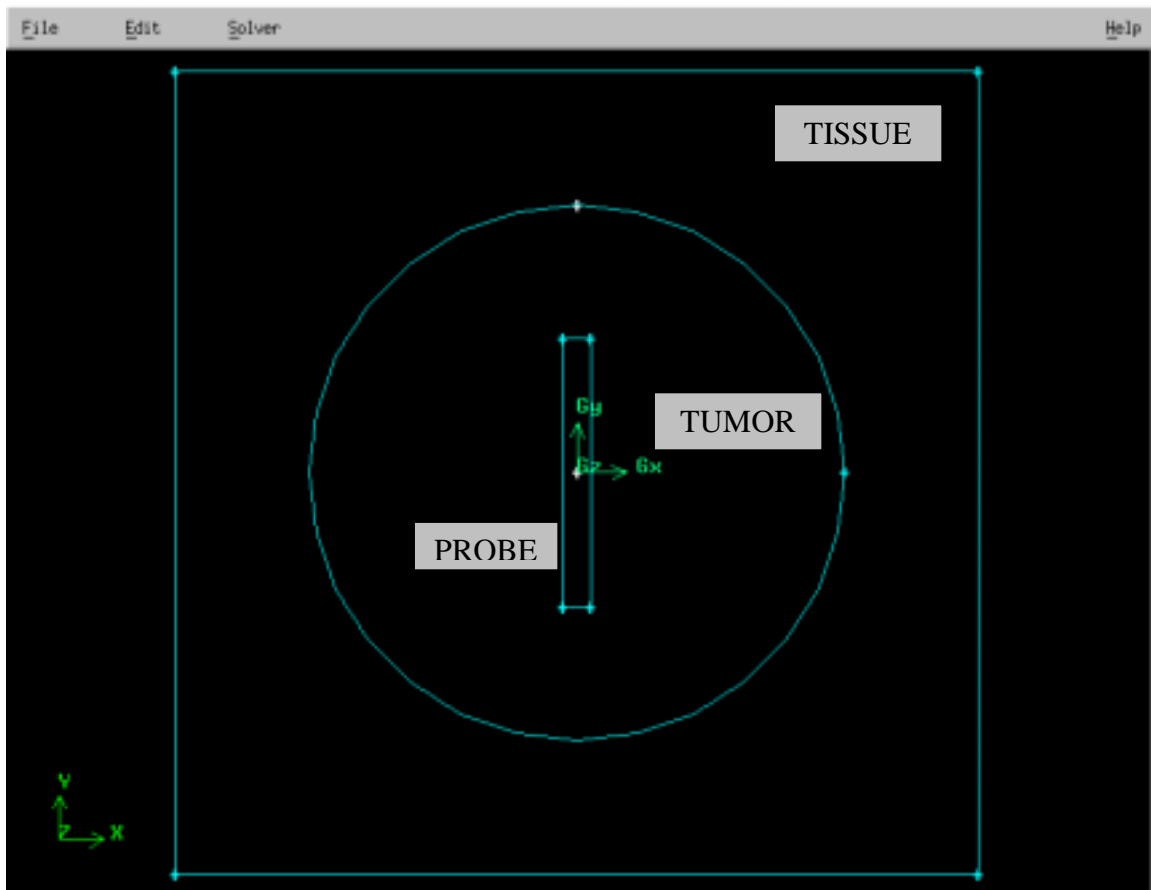 File Edit Solver Help
TISSUE
Gy
TUMOR
Gz Gx
PROBE
Y
Z X